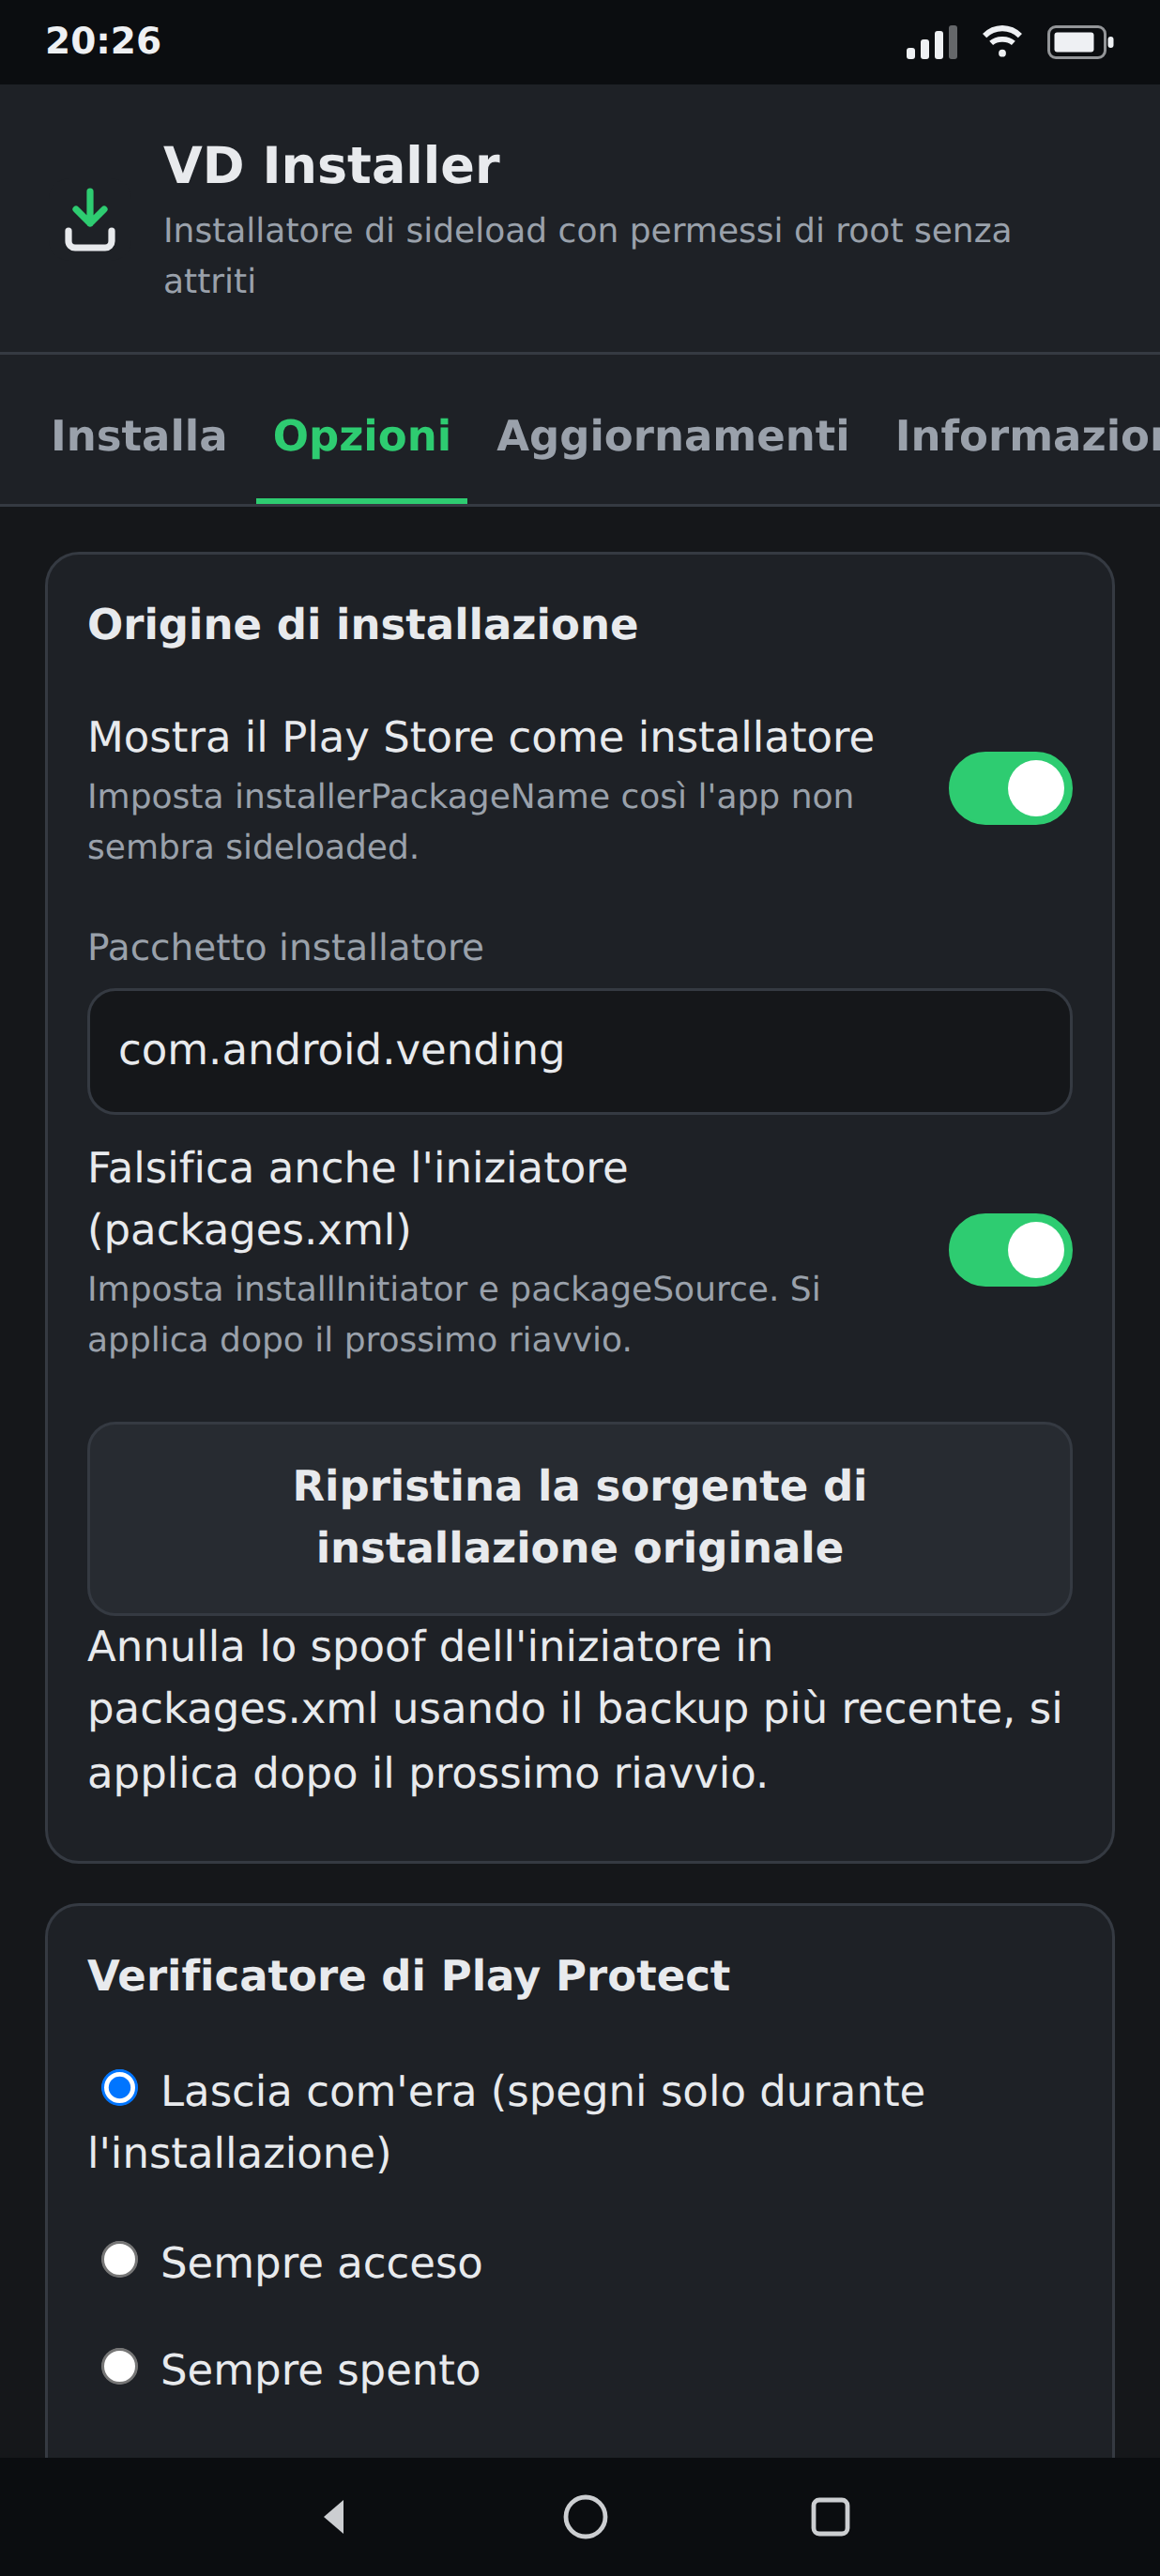 20:26
VD Installer
Installatore di sideload con permessi di root senza
attriti
Installa Opzioni Aggiornamenti Informazion
Origine di installazione
Mostra il Play Store come installatore
Imposta installerPackageName così l'app non
sembra sideloaded.
Pacchetto installatore
com.android.vending
Falsifica anche l'iniziatore
(packages.xml)
Imposta installInitiator e packageSource. Si
applica dopo il prossimo riavvio.
Ripristina la sorgente di
installazione originale
Annulla lo spoof dell'iniziatore in
packages.xml usando il backup più recente, si
applica dopo il prossimo riavvio.
Verificatore di Play Protect
Lascia com'era (spegni solo durante
l'installazione)
Sempre acceso
Sempre spento